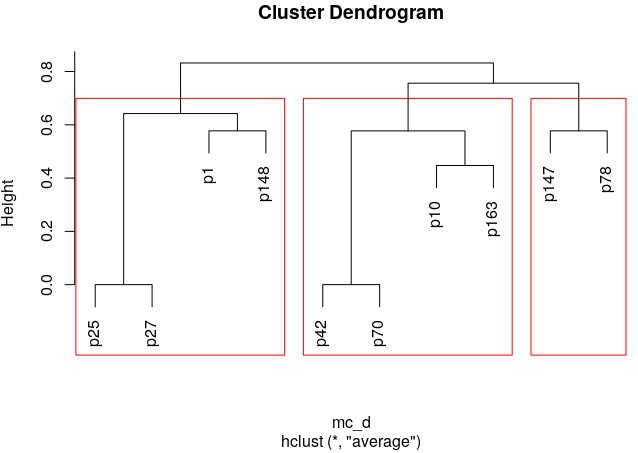 Cluster Dendrogram
Height
0.8
0.6
0.4
0.2
0.0
p25
p27
p1
p148
p42
p70
p10
p163
p147
p78
mc_d
hclust (*, "average")